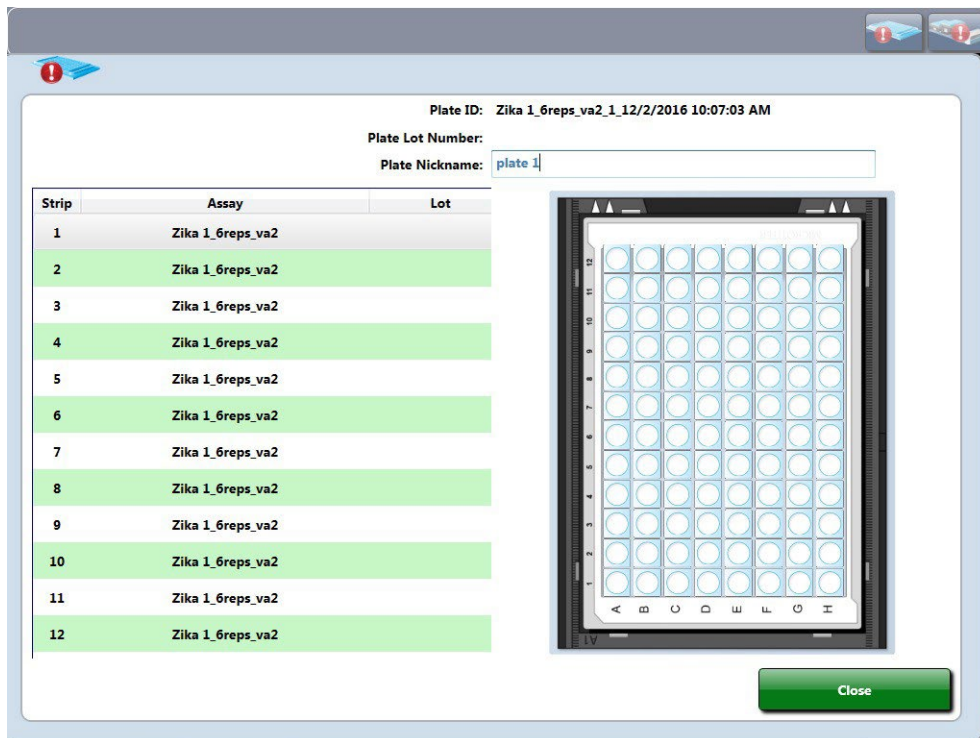 Plate ID: Zika 1_6reps_va2_1_12/2/2016 10:07:03 AM
Plate Lot Number:
Plate Nickname: plate 1
Strip Assay Lot
1 Zika 1_6reps_va2
2 Zika 1_6reps_va2
3 Zika 1_6reps_va2
4 Zika 1_6reps_va2
5 Zika 1_6reps_va2
6 Zika 1_6reps_va2
7 Zika 1_6reps_va2
8 Zika 1_6reps_va2
9 Zika 1_6reps_va2
10 Zika 1_6reps_va2
11 Zika 1_6reps_va2
12 Zika 1_6reps_va2
12
11
10
9
8
7
6
5
4
3
2
1
A B C D E F G H
A1
Close